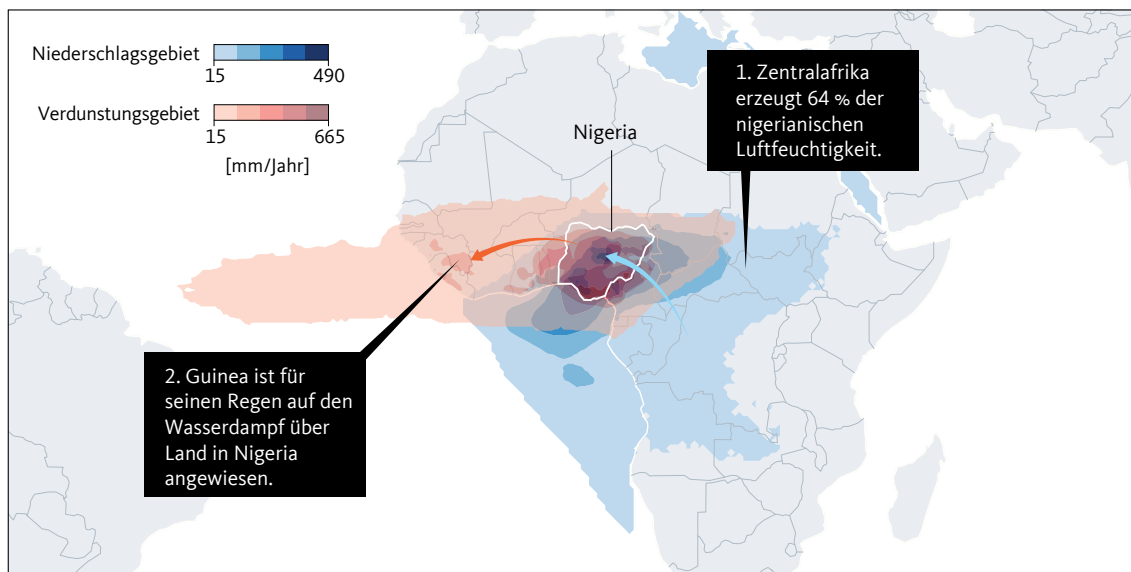 Niederschlagsgebiet
15 490
Verdunstungsgebiet
15 665
[mm/Jahr]
Nigeria
1. Zentralafrika
erzeugt 64 % der
nigerianischen
Luftfeuchtigkeit.
2. Guinea ist für
seinen Regen auf den
Wasserdampf über
Land in Nigeria
angewiesen.